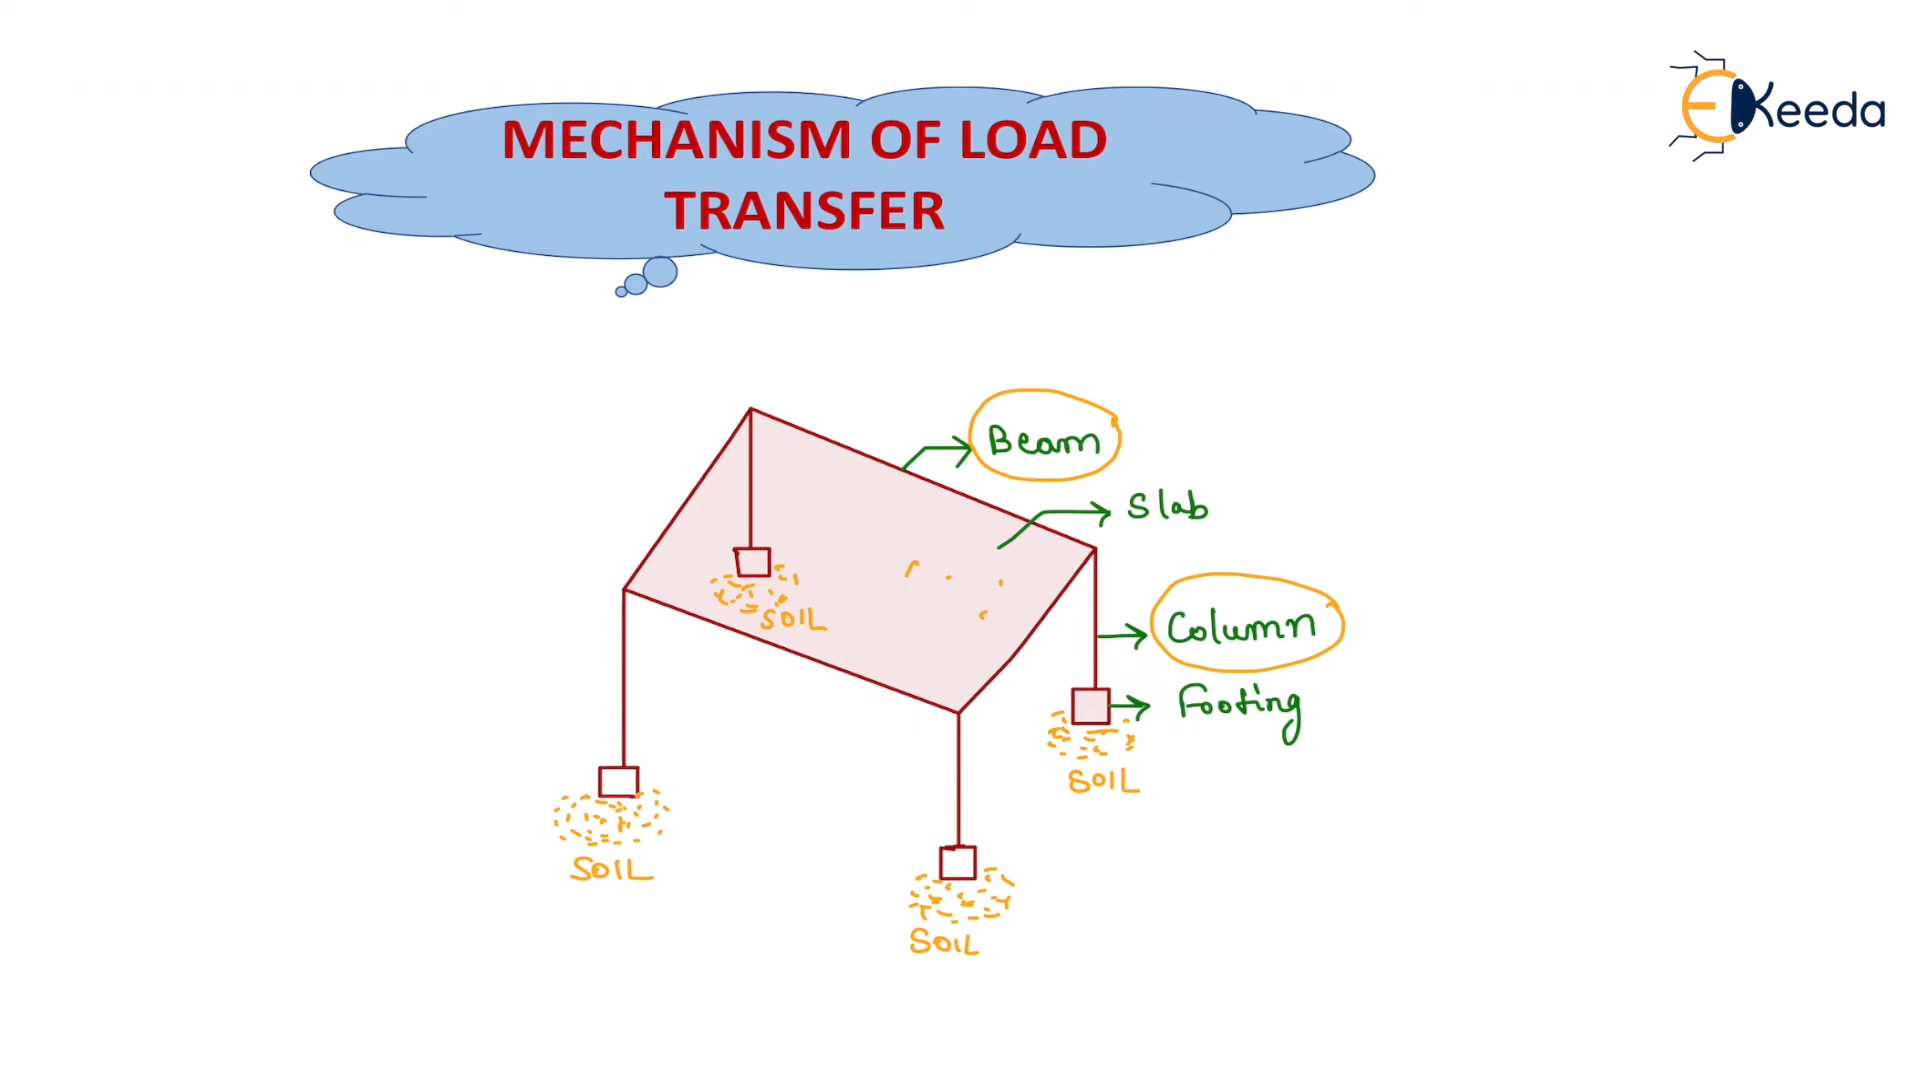 MECHANISM OF LOAD
TRANSFER
EKeeda
Beam
Slab
Column
Footing
SOIL
SOIL
SOIL
SOIL